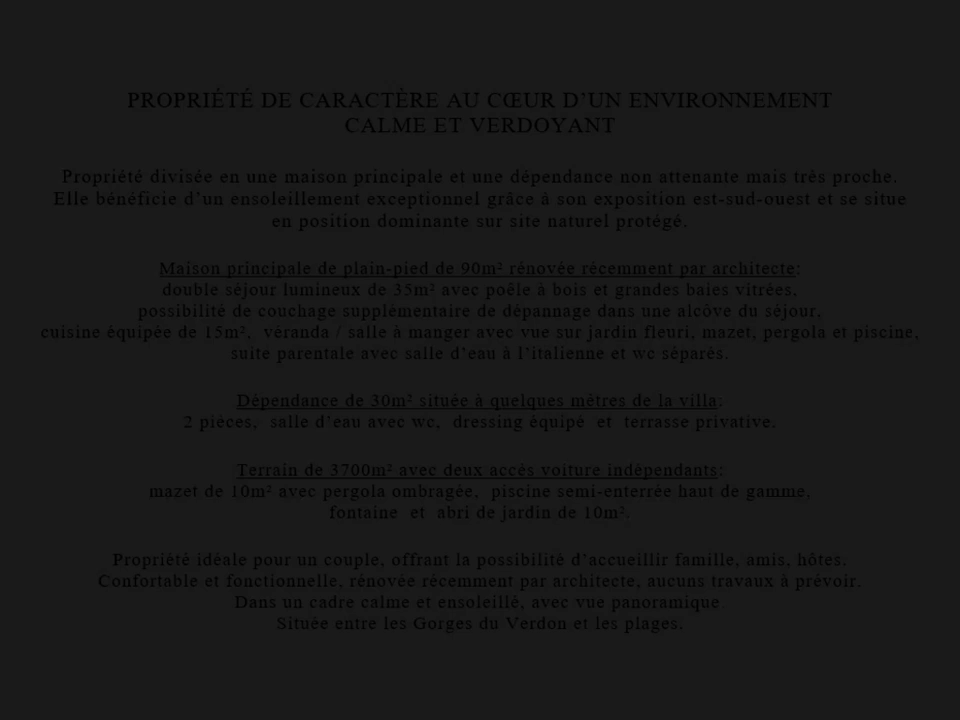 PROPRIÉTÉ DE CARACTÈRE AU CŒUR D’UN ENVIRONNEMENT
CALME ET VERDOYANT
Propriété divisée en une maison principale et une dépendance non attenante mais très proche.
Elle bénéficie d’un ensoleillement exceptionnel grâce à son exposition est-sud-ouest et se situe
en position dominante sur site naturel protégé.
Maison principale de plain-pied de 90m² rénovée récemment par architecte:
double séjour lumineux de 35m² avec poêle à bois et grandes baies vitrées,
possibilité de couchage supplémentaire de dépannage dans une alcôve du séjour,
cuisine équipée de 15m²,  véranda / salle à manger avec vue sur jardin fleuri, mazet, pergola et piscine,
suite parentale avec salle d’eau à l’italienne et wc séparés.
Dépendance de 30m² située à quelques mètres de la villa:
2 pièces,  salle d’eau avec wc,  dressing équipé  et  terrasse privative.
Terrain de 3700m² avec deux accès voiture indépendants:
mazet de 10m² avec pergola ombragée,  piscine semi-enterrée haut de gamme,
fontaine  et  abri de jardin de 10m².
Propriété idéale pour un couple, offrant la possibilité d’accueillir famille, amis, hôtes.
Confortable et fonctionnelle, rénovée récemment par architecte, aucuns travaux à prévoir.
Dans un cadre calme et ensoleillé, avec vue panoramique.
Située entre les Gorges du Verdon et les plages.